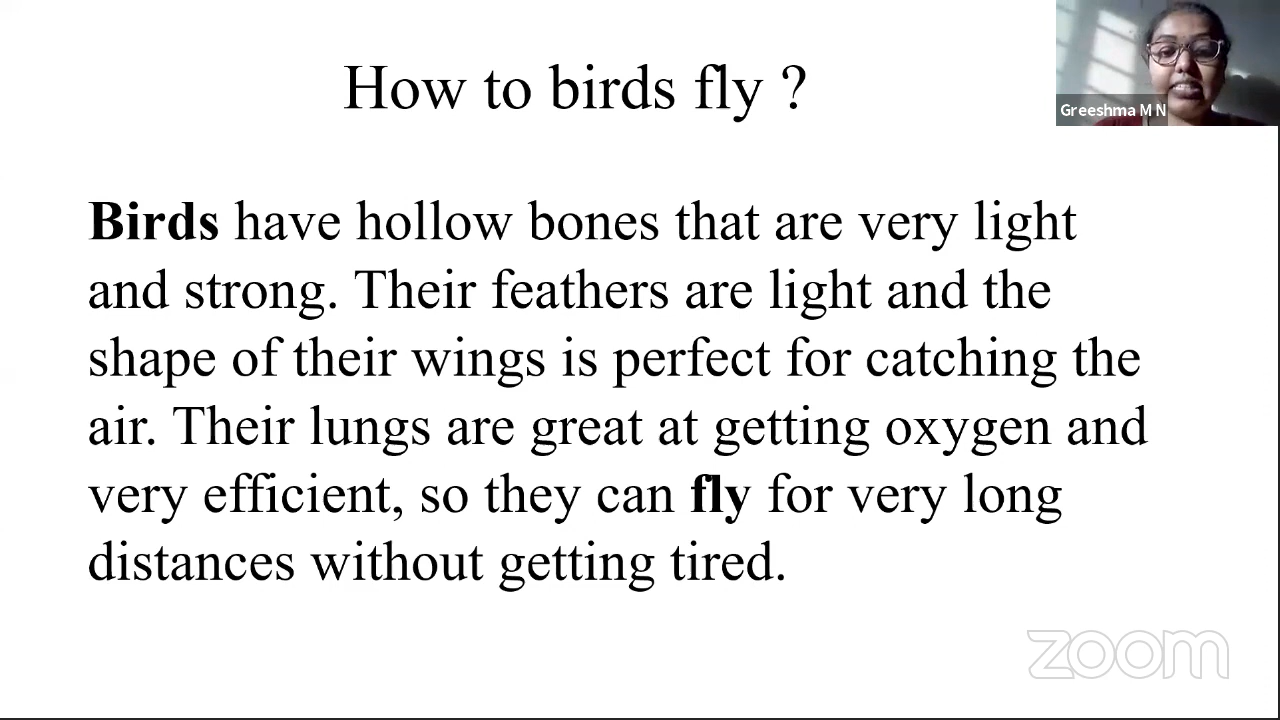 How to birds fly ?
Greeshma M N
Birds have hollow bones that are very light
and strong. Their feathers are light and the
shape of their wings is perfect for catching the
air. Their lungs are great at getting oxygen and
very efficient, so they can fly for very long
distances without getting tired.
zoom